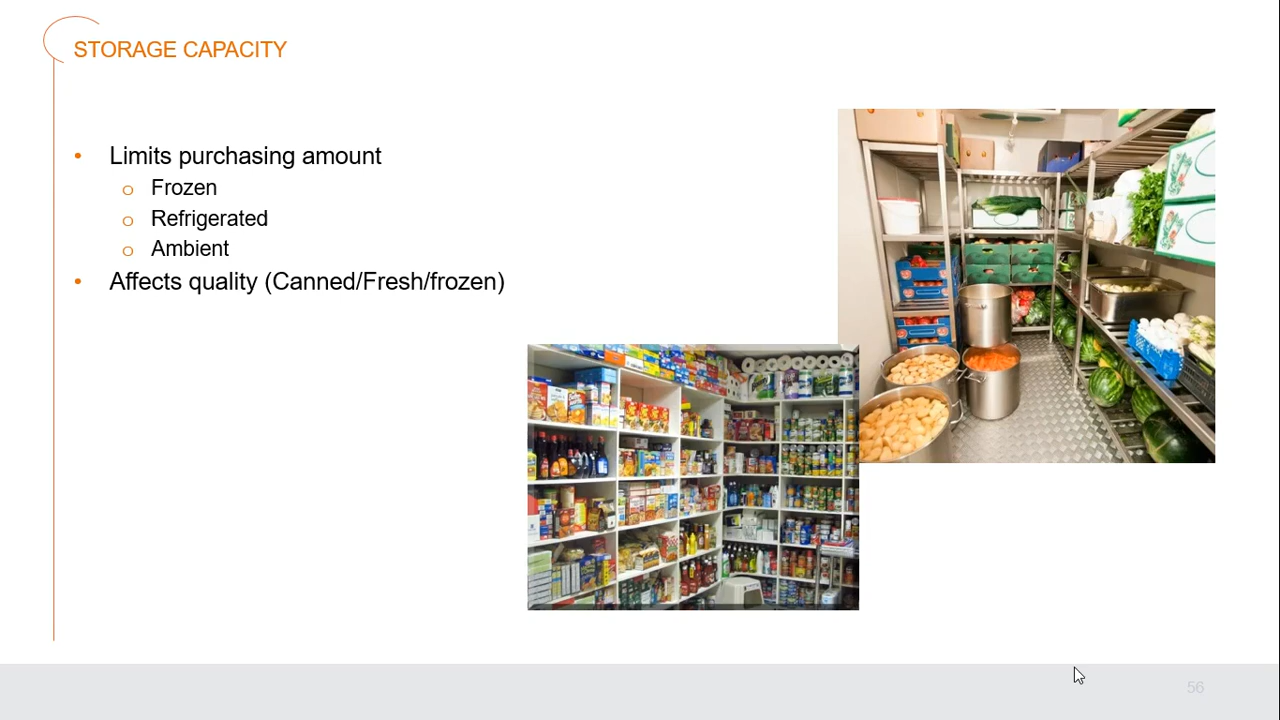 STORAGE CAPACITY
• Limits purchasing amount
o Frozen
o Refrigerated
o Ambient
• Affects quality (Canned/Fresh/frozen)
56